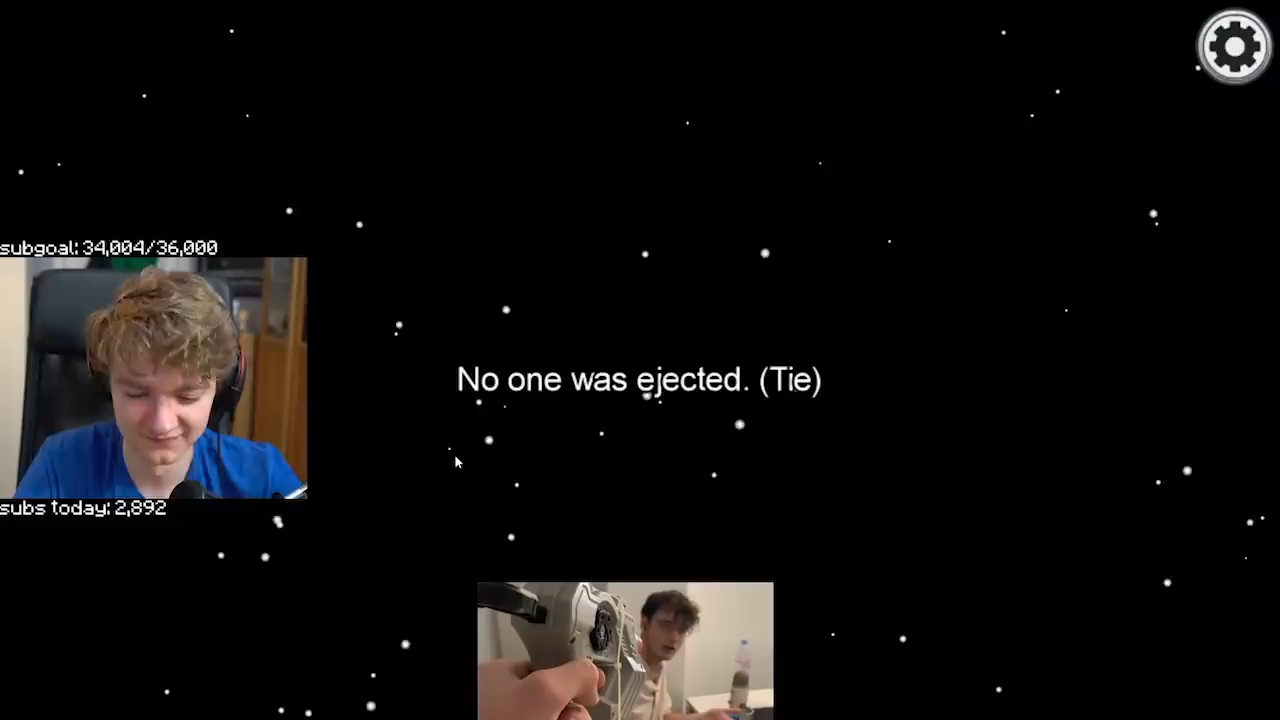 subgoal: 34,004/36,000
No one was ejected. (Tie)
subs today: 2,892